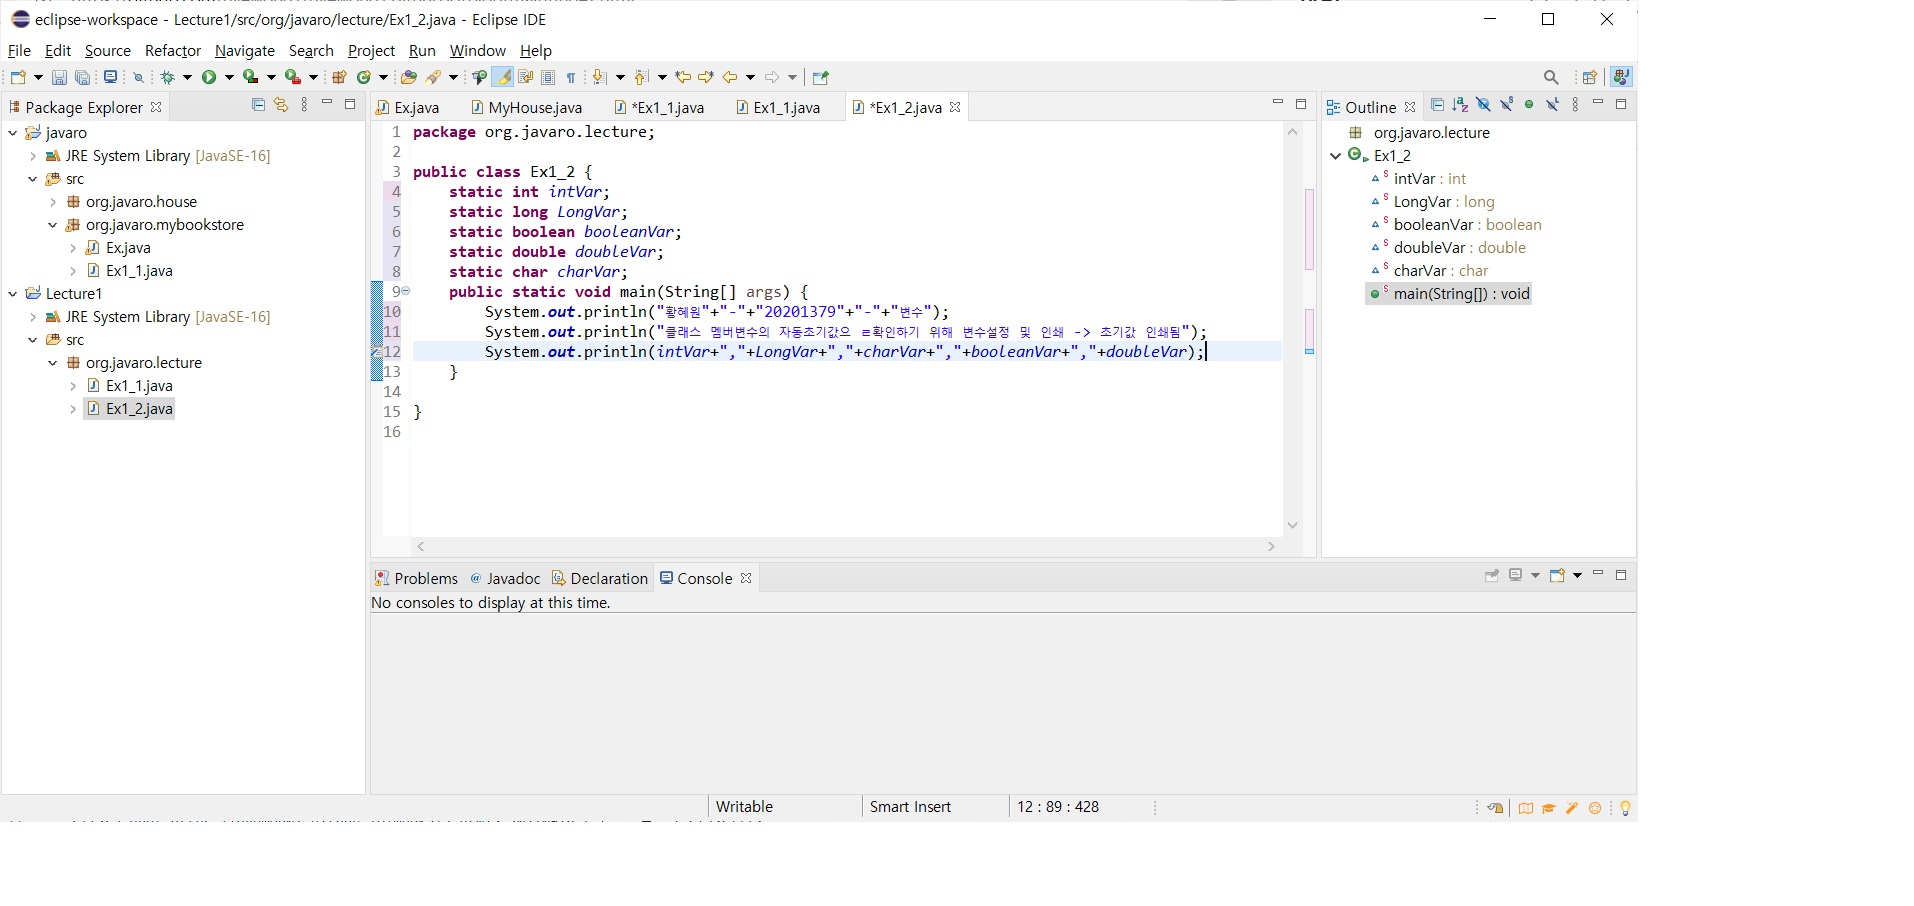 eclipse-workspace - Lecture1/src/org/javaro/lecture/Ex1_2.java - Eclipse IDE
File Edit Source Refactor Navigate Search Project Run Window Help
Package Explorer
javaro
JRE System Library [JavaSE-16]
src
org.javaro.house
org.javaro.mybookstore
Ex.java
Ex1_1.java
Lecture1
JRE System Library [JavaSE-16]
src
org.javaro.lecture
Ex1_1.java
Ex1_2.java
Ex.java MyHouse.java *Ex1_1.java Ex1_1.java *Ex1_2.java
1 package org.javaro.lecture;
2
3 public class Ex1_2 {
4 static int intVar;
5 static long LongVar;
6 static boolean booleanVar;
7 static double doubleVar;
8 static char charVar;
9 public static void main(String[] args) {
10 System.out.println("황혜원"+"-"+"20201379"+"-"+"변수");
11 System.out.println("클래스 멤버변수의 자동초기값으 ㄹ확인하기 위해 변수설정 및 인쇄 -> 초기값 인쇄됨");
12 System.out.println(intVar+","+LongVar+","+charVar+","+booleanVar+","+doubleVar);
13 }
14
15 }
16
Outline
org.javaro.lecture
Ex1_2
intVar : int
LongVar : long
booleanVar : boolean
doubleVar : double
charVar : char
main(String[]) : void
Problems @ Javadoc Declaration Console
No consoles to display at this time.
Writable Smart Insert 12 : 89 : 428